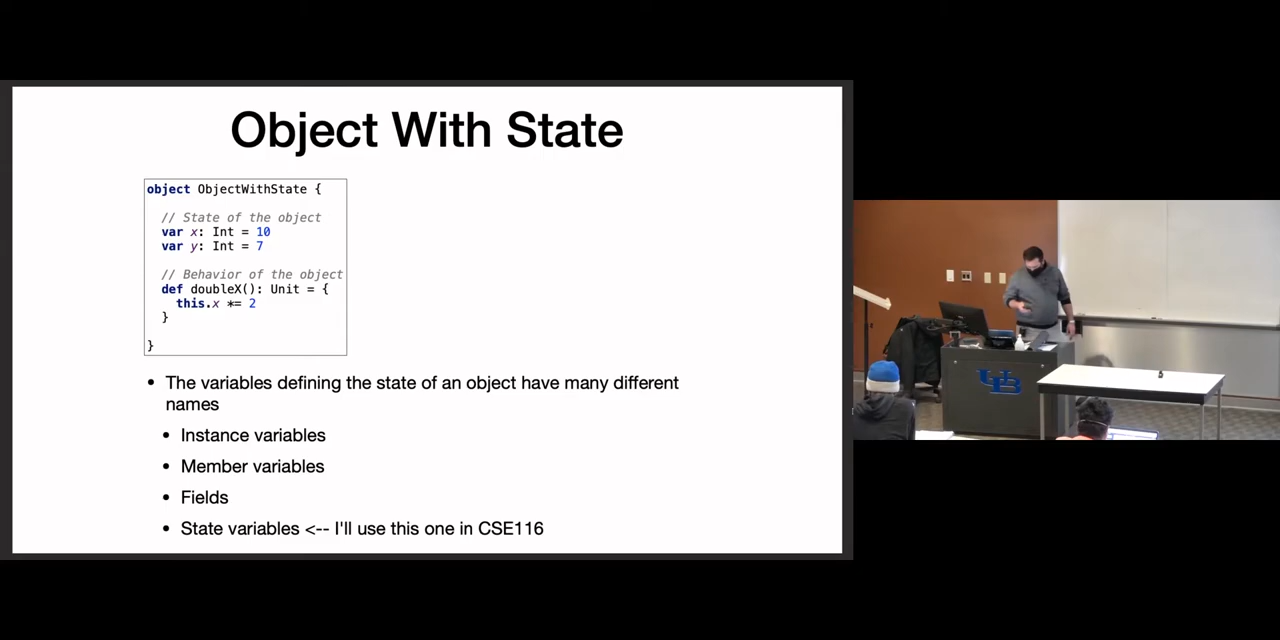 Object With State
object ObjectWithState {
// State of the object
var x: Int = 10
var y: Int = 7
// Behavior of the object
def doubleX(): Unit = {
this.x *= 2
}
}
• The variables defining the state of an object have many different
names
• Instance variables
• Member variables
• Fields
• State variables <-- I'll use this one in CSE116
UB